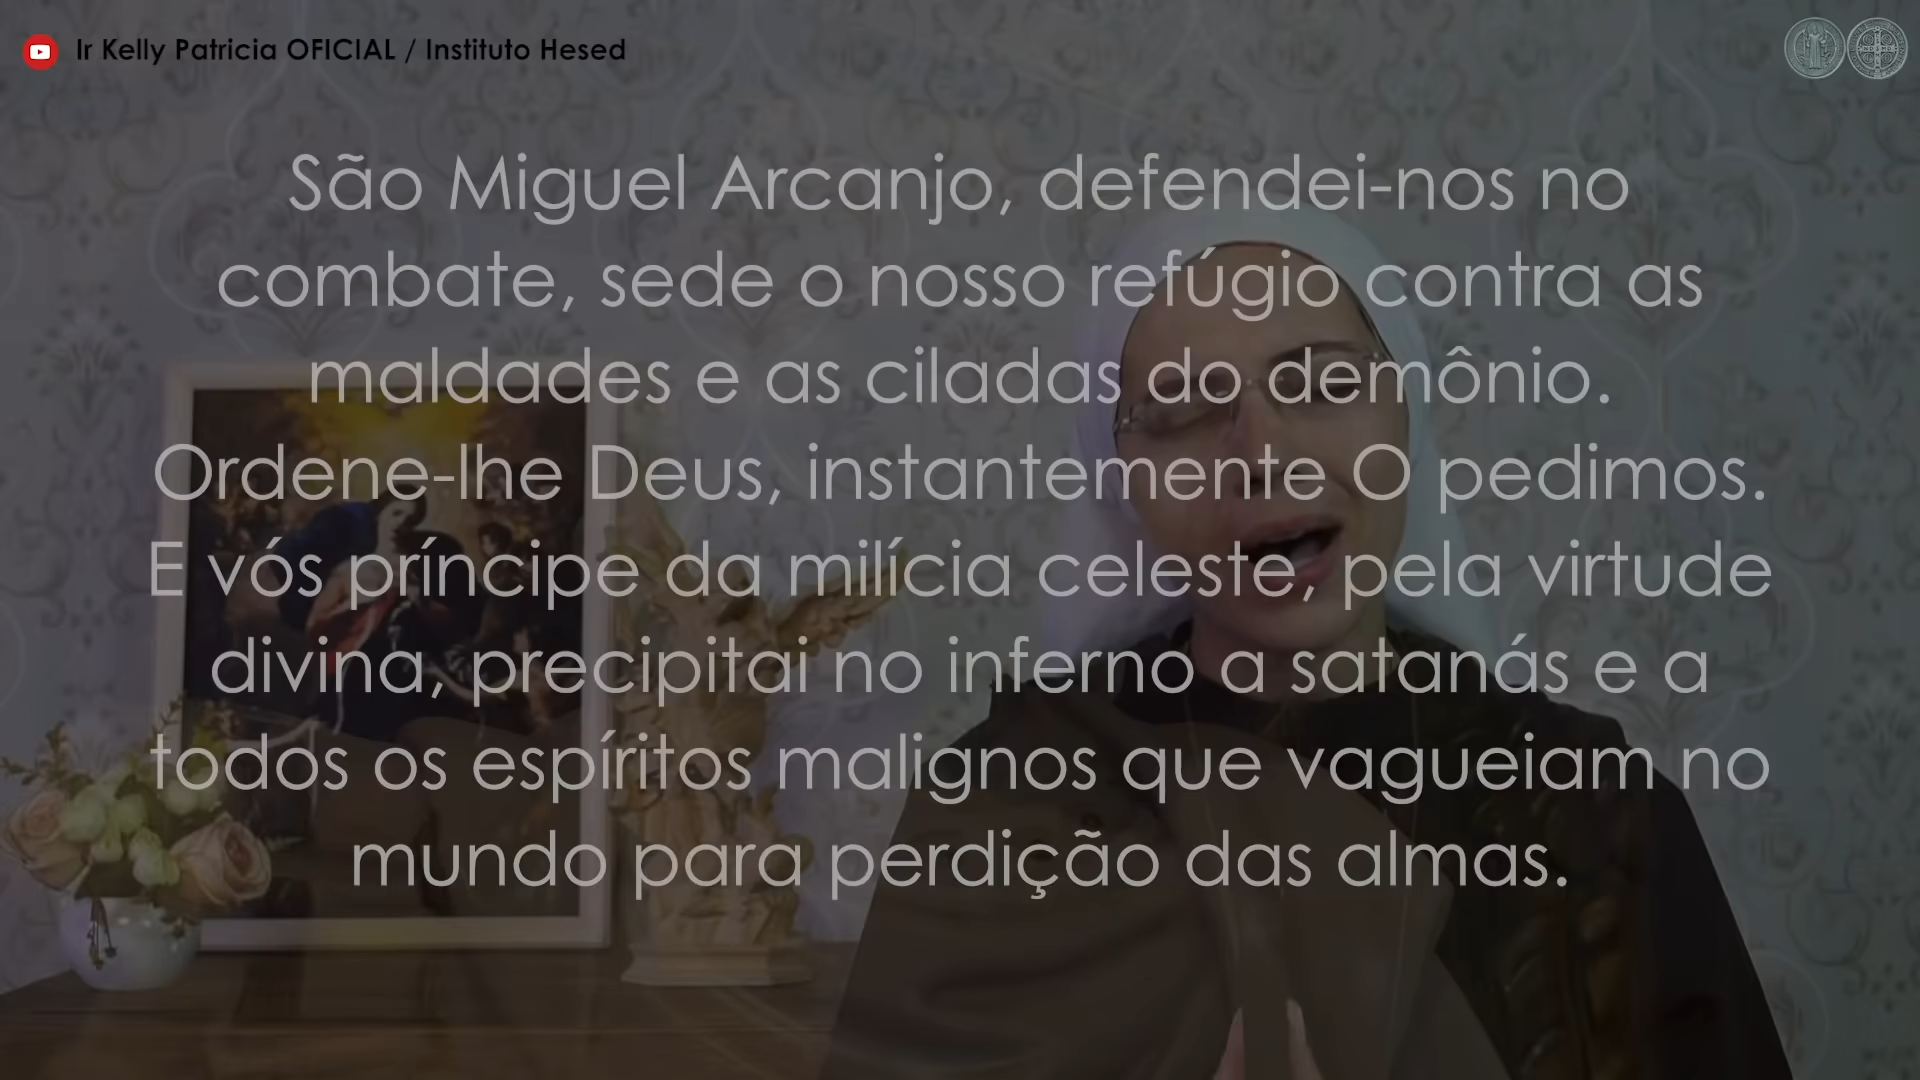 Ir Kelly Patricia OFICIAL / Instituto Hesed
São Miguel Arcanjo, defendei-nos no
combate, sede o nosso refúgio contra as
maldades e as ciladas do demônio.
Ordene-lhe Deus, instantemente O pedimos.
E vós príncipe da milícia celeste, pela virtude
divina, precipitai no inferno a satanás e a
todos os espíritos malignos que vagueiam no
mundo para perdição das almas.